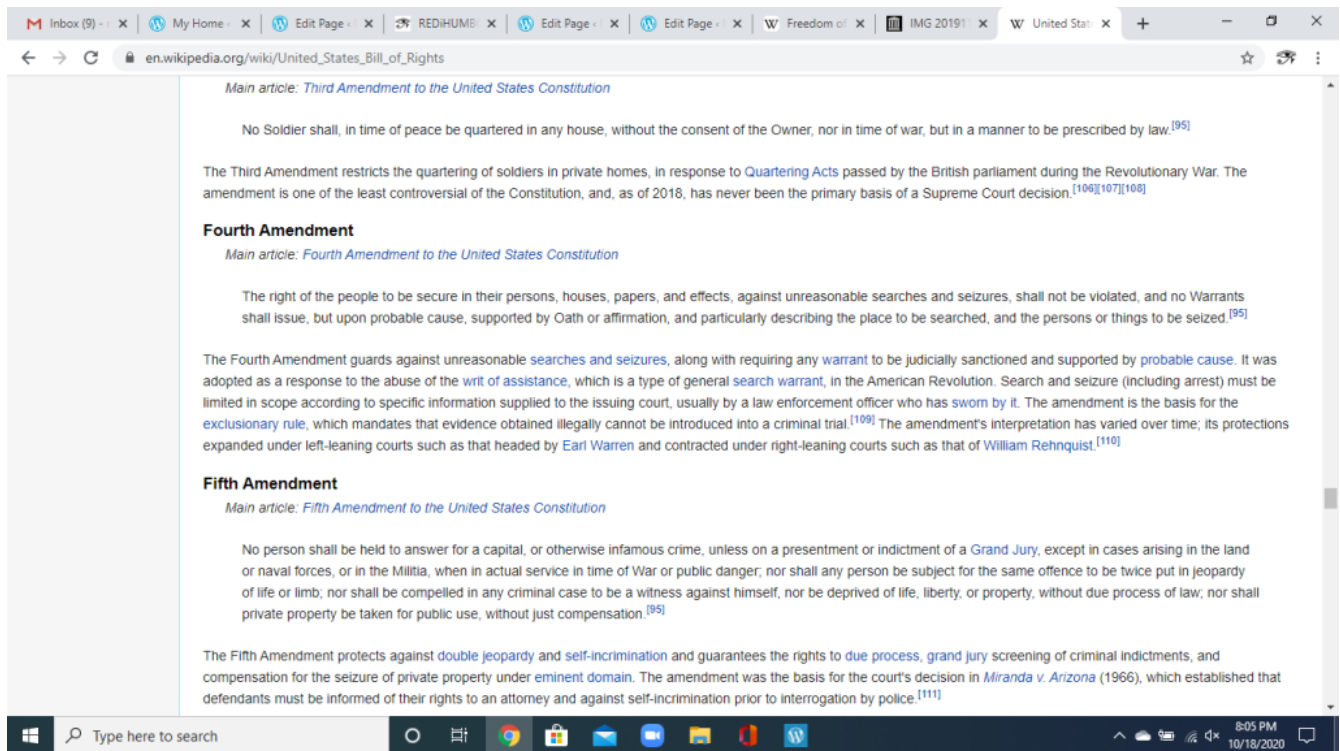 Inbox (9) -
My Home
Edit Page
REDiHUMB
Edit Page
Edit Page
Freedom of
IMG 20191
United Stat
en.wikipedia.org/wiki/United_States_Bill_of_Rights
Main article: Third Amendment to the United States Constitution
No Soldier shall, in time of peace be quartered in any house, without the consent of the Owner, nor in time of war, but in a manner to be prescribed by law.[95]
The Third Amendment restricts the quartering of soldiers in private homes, in response to Quartering Acts passed by the British parliament during the Revolutionary War. The
amendment is one of the least controversial of the Constitution, and, as of 2018, has never been the primary basis of a Supreme Court decision.[106][107][108]
Fourth Amendment
Main article: Fourth Amendment to the United States Constitution
The right of the people to be secure in their persons, houses, papers, and effects, against unreasonable searches and seizures, shall not be violated, and no Warrants
shall issue, but upon probable cause, supported by Oath or affirmation, and particularly describing the place to be searched, and the persons or things to be seized.[95]
The Fourth Amendment guards against unreasonable searches and seizures, along with requiring any warrant to be judicially sanctioned and supported by probable cause. It was
adopted as a response to the abuse of the writ of assistance, which is a type of general search warrant, in the American Revolution. Search and seizure (including arrest) must be
limited in scope according to specific information supplied to the issuing court, usually by a law enforcement officer who has sworn by it. The amendment is the basis for the
exclusionary rule, which mandates that evidence obtained illegally cannot be introduced into a criminal trial.[109] The amendment's interpretation has varied over time; its protections
expanded under left-leaning courts such as that headed by Earl Warren and contracted under right-leaning courts such as that of William Rehnquist.[110]
Fifth Amendment
Main article: Fifth Amendment to the United States Constitution
No person shall be held to answer for a capital, or otherwise infamous crime, unless on a presentment or indictment of a Grand Jury, except in cases arising in the land
or naval forces, or in the Militia, when in actual service in time of War or public danger; nor shall any person be subject for the same offence to be twice put in jeopardy
of life or limb; nor shall be compelled in any criminal case to be a witness against himself, nor be deprived of life, liberty, or property, without due process of law; nor shall
private property be taken for public use, without just compensation.[95]
The Fifth Amendment protects against double jeopardy and self-incrimination and guarantees the rights to due process, grand jury screening of criminal indictments, and
compensation for the seizure of private property under eminent domain. The amendment was the basis for the court's decision in Miranda v. Arizona (1966), which established that
defendants must be informed of their rights to an attorney and against self-incrimination prior to interrogation by police.[111]
Type here to search
8:05 PM
10/18/2020